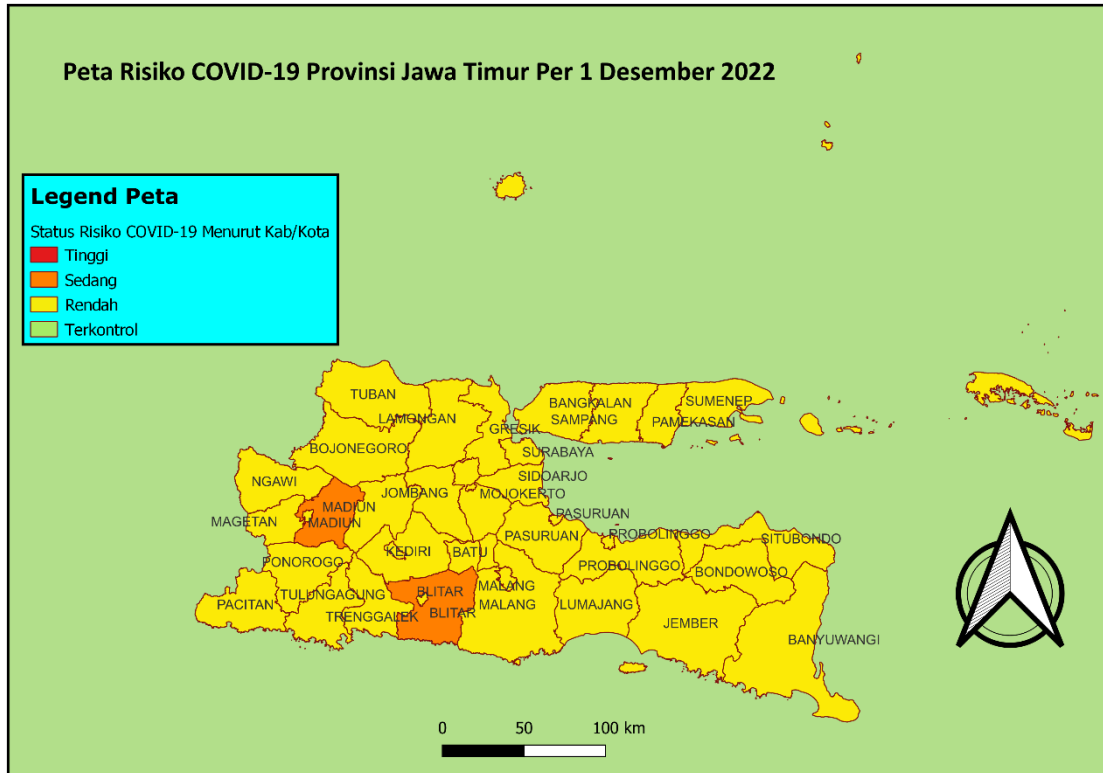 Peta Risiko COVID-19 Provinsi Jawa Timur Per 1 Desember 2022
Legend Peta
Status Risiko COVID-19 Menurut Kab/Kota
Tinggi
Sedang
Rendah
Terkontrol
TUBAN
LAMONGAN
BANGKALAN
SAMPANG
SUMENEP
PAMEKASAN
GRESIK
BOJONEGORO
SURABAYA
NGAWI
SIDOARJO
JOMBANG
MOJOKERTO
MADIUN
MADIUN
MAGETAN
PASURUAN
PASURUAN
PROBOLINGGO
SITUBONDO
PONOROGO
KEDIRI
BATU
PROBOLINGGO
BONDOWOSO
MALANG
MALANG
BLITAR
BLITAR
TULUNGAGUNG
PACITAN
TRENGGALEK
LUMAJANG
JEMBER
BANYUWANGI
0 50 100 km